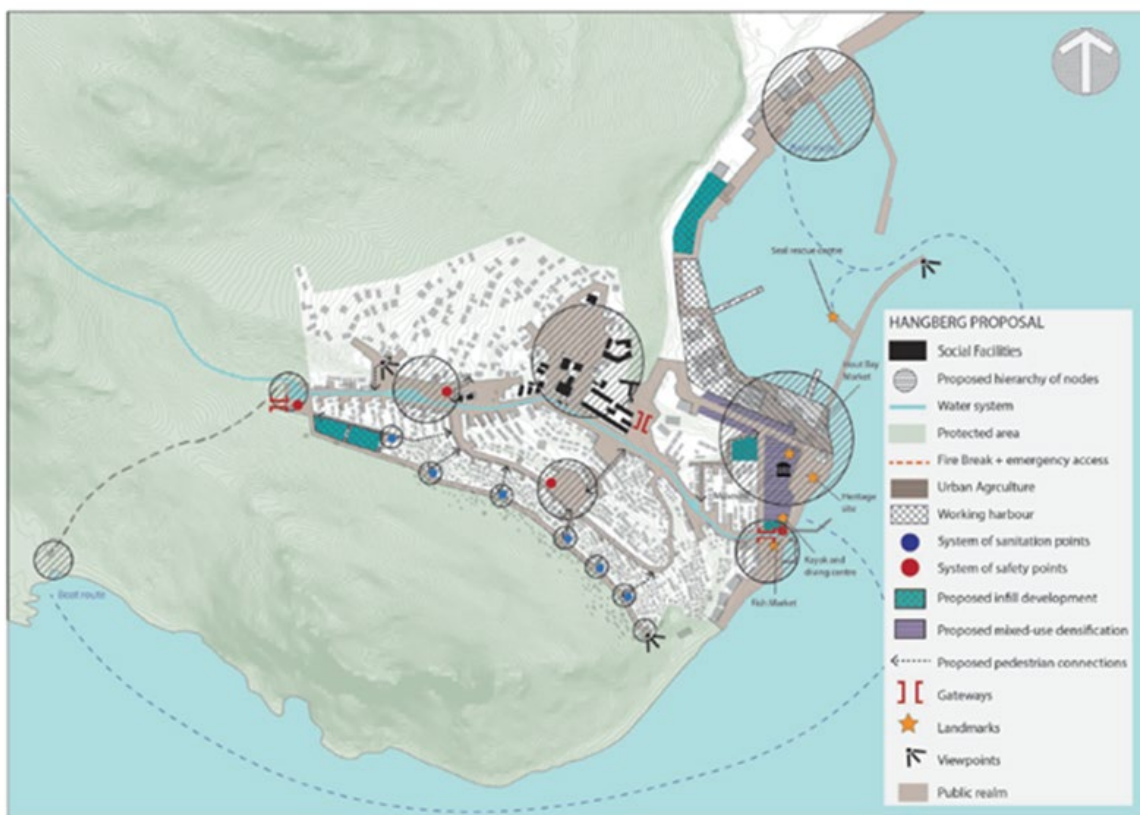 Seal rescue centre
HANGBERG PROPOSAL
Social Facilities
Proposed hierarchy of nodes
Water system
Protected area
Fire Break + emergency access
Urban Agrculture
Working harbour
System of sanitation points
System of safety points
Proposed infill development
Proposed mixed-use densification
Proposed pedestrian connections
Gateways
Landmarks
Viewpoints
Public realm
Hout Bay
Market
Heritage
site
Kayak and
diving centre
Fish Market
Boat route